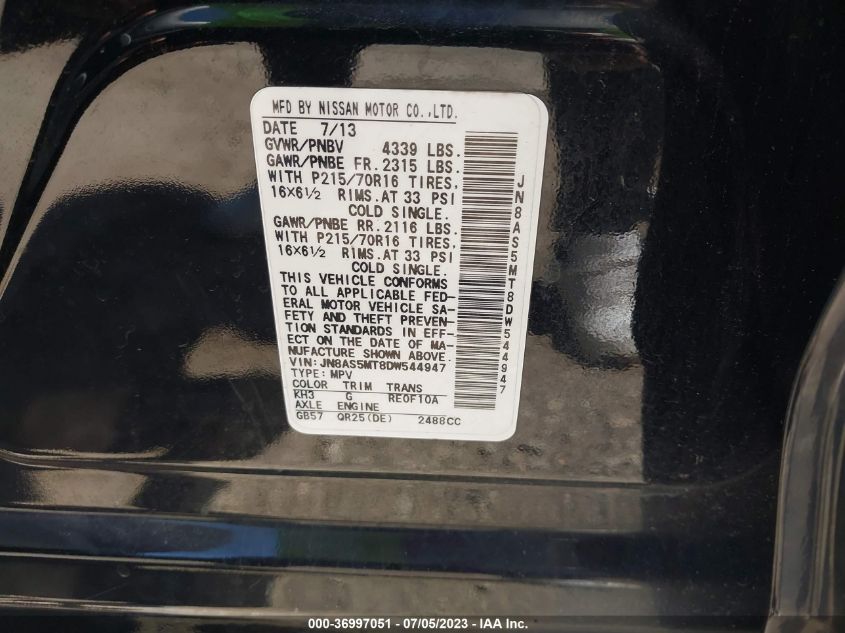 MFD BY NISSAN MOTOR CO.,LTD.
DATE 7/13
GVWR/PNBV 4339 LBS.
GAWR/PNBE FR. 2315 LBS.
WITH P215/70R16 TIRES,
16×6½ RIMS.AT 33 PSI
COLD SINGLE.
GAWR/PNBE RR. 2116 LBS.
WITH P215/70R16 TIRES,
16×6½ RIMS.AT 33 PSI
COLD SINGLE.
THIS VEHICLE CONFORMS
TO ALL APPLICABLE FED-
ERAL MOTOR VEHICLE SA-
FETY AND THEFT PREVEN-
TION STANDARDS IN EFF-
ECT ON THE DATE OF MA-
NUFACTURE SHOWN ABOVE.
VIN:JN8AS5MT8DW544947
TYPE:MPV
COLOR TRIM TRANS
KH3 G RE0F10A
AXLE ENGINE
GB57 QR25(DE) 2488CC
JN8AS5MT8DW544947
000-36997051 / 07/05/2023 - © IAA Inc.